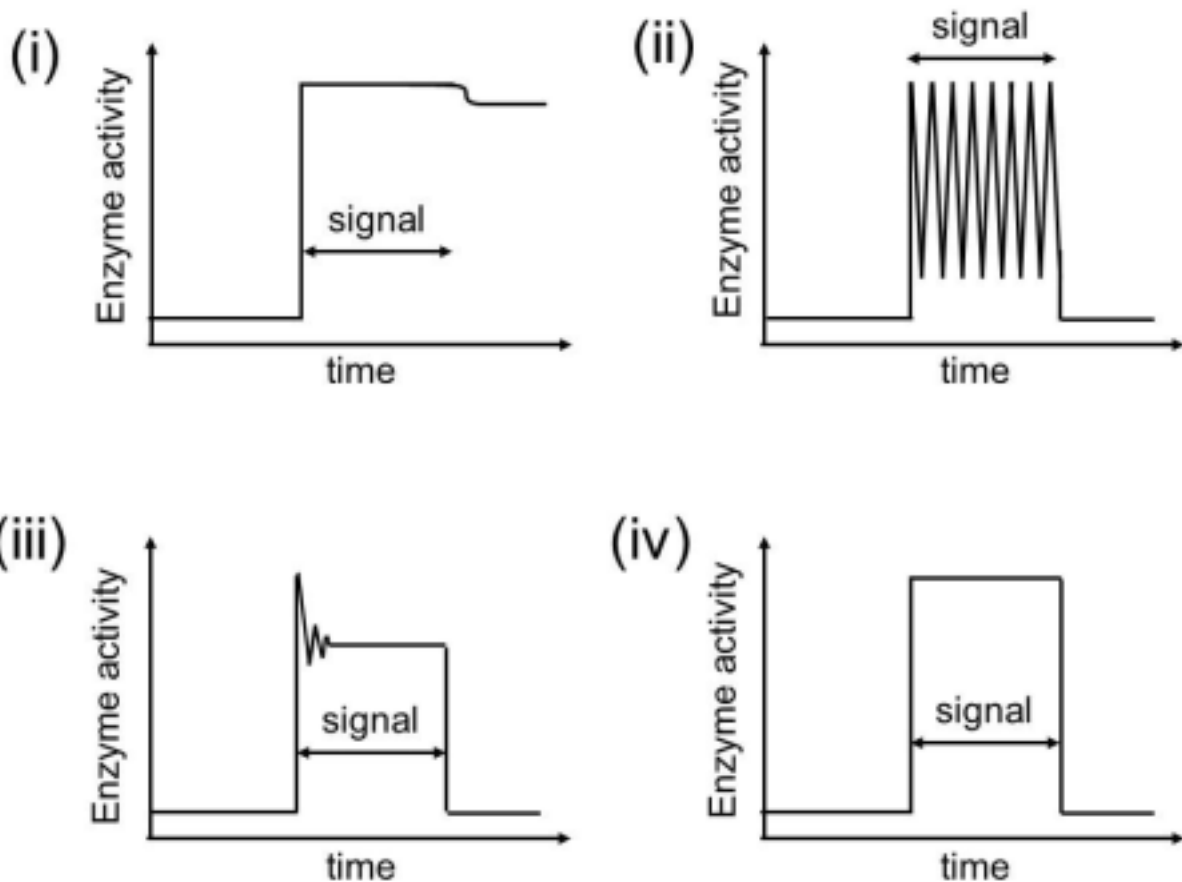 (i)
Enzyme activity
signal
time
(ii)
signal
Enzyme activity
time
(iii)
Enzyme activity
signal
time
(iv)
Enzyme activity
signal
time